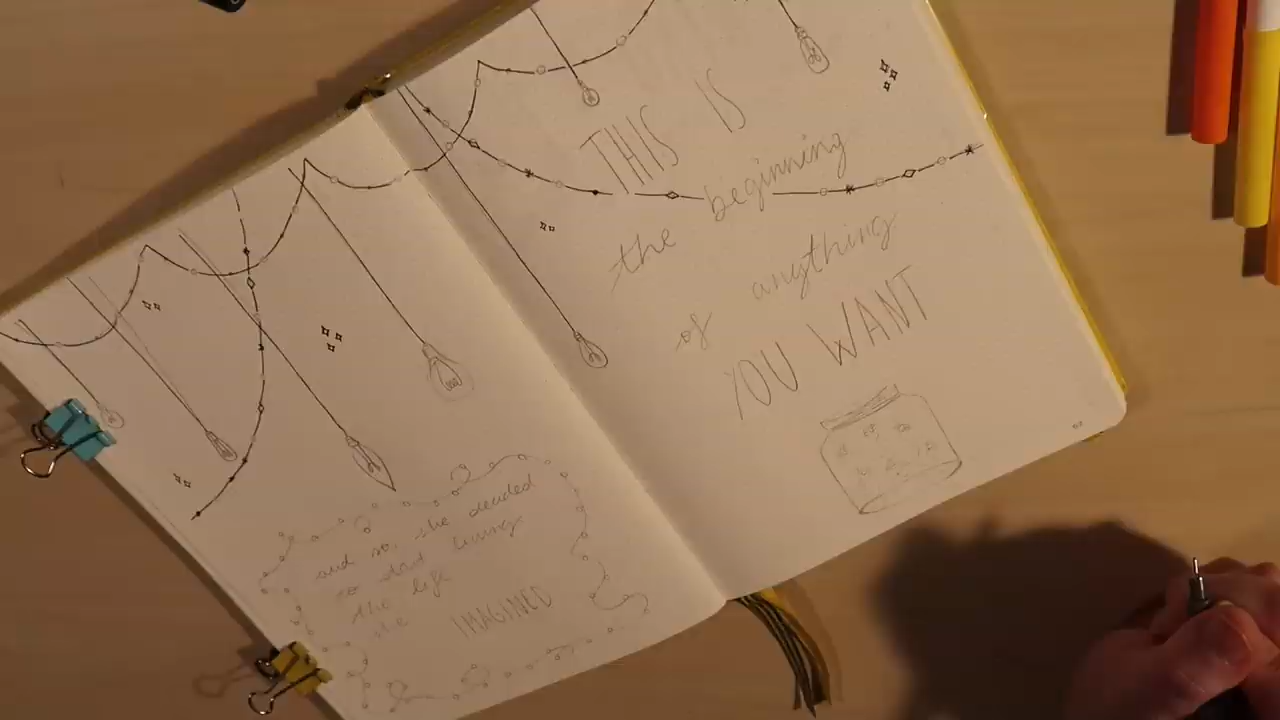 and so, she decided
to start living
the life
she IMAGINED
THIS IS
the beginning
of anything
YOU WANT